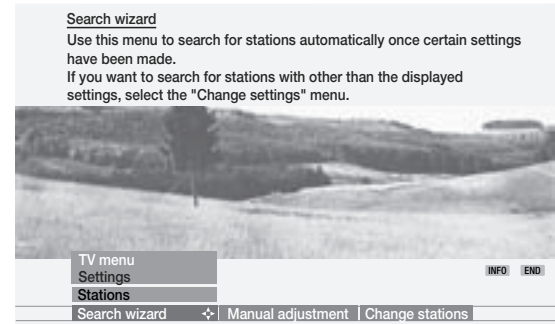 Search wizard
Use this menu to search for stations automatically once certain settings
have been made.
If you want to search for stations with other than the displayed
settings, select the "Change settings" menu.
TV menu
Settings
INFO END
Stations
Search wizard Manual adjustment Change stations